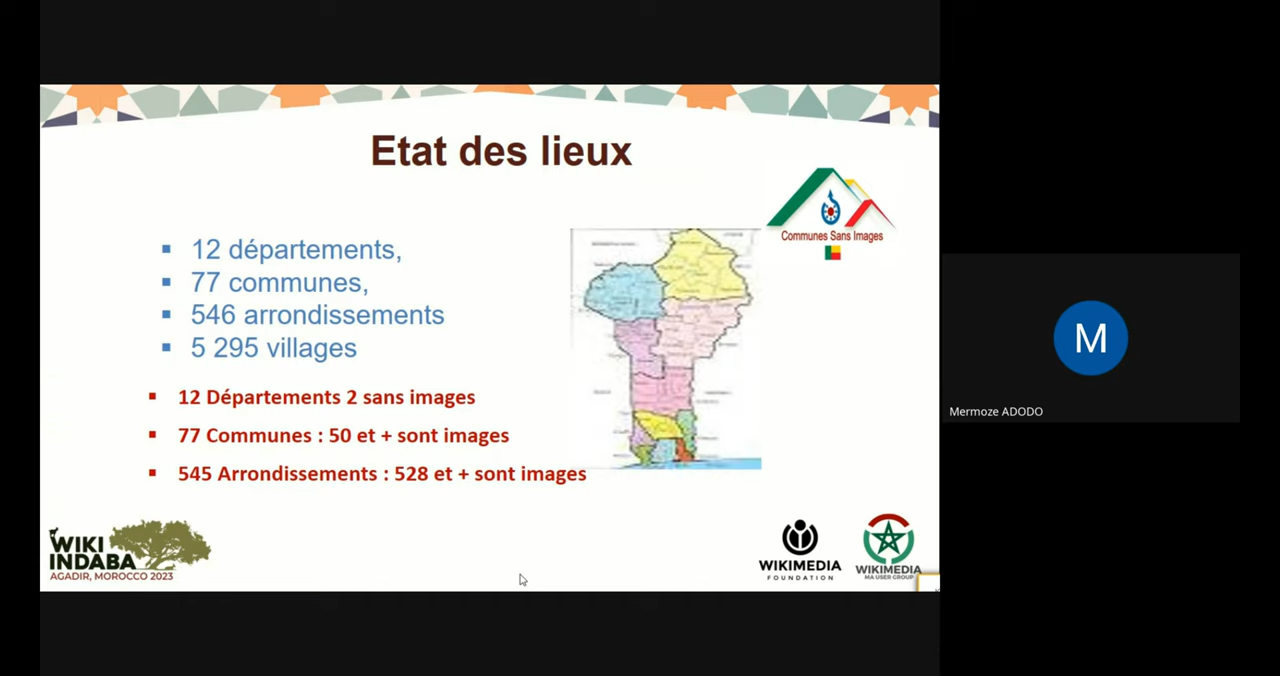 Etat des lieux
Communes Sans Images
12 départements,
77 communes,
546 arrondissements
5 295 villages
12 Départements 2 sans images
77 Communes : 50 et + sont images
545 Arrondissements : 528 et + sont images
WIKI
INDABA
AGADIR, MOROCCO 2023
WIKIMEDIA
FOUNDATION
WIKIMEDIA
MA USER GROUP
M
Mermoze ADODO